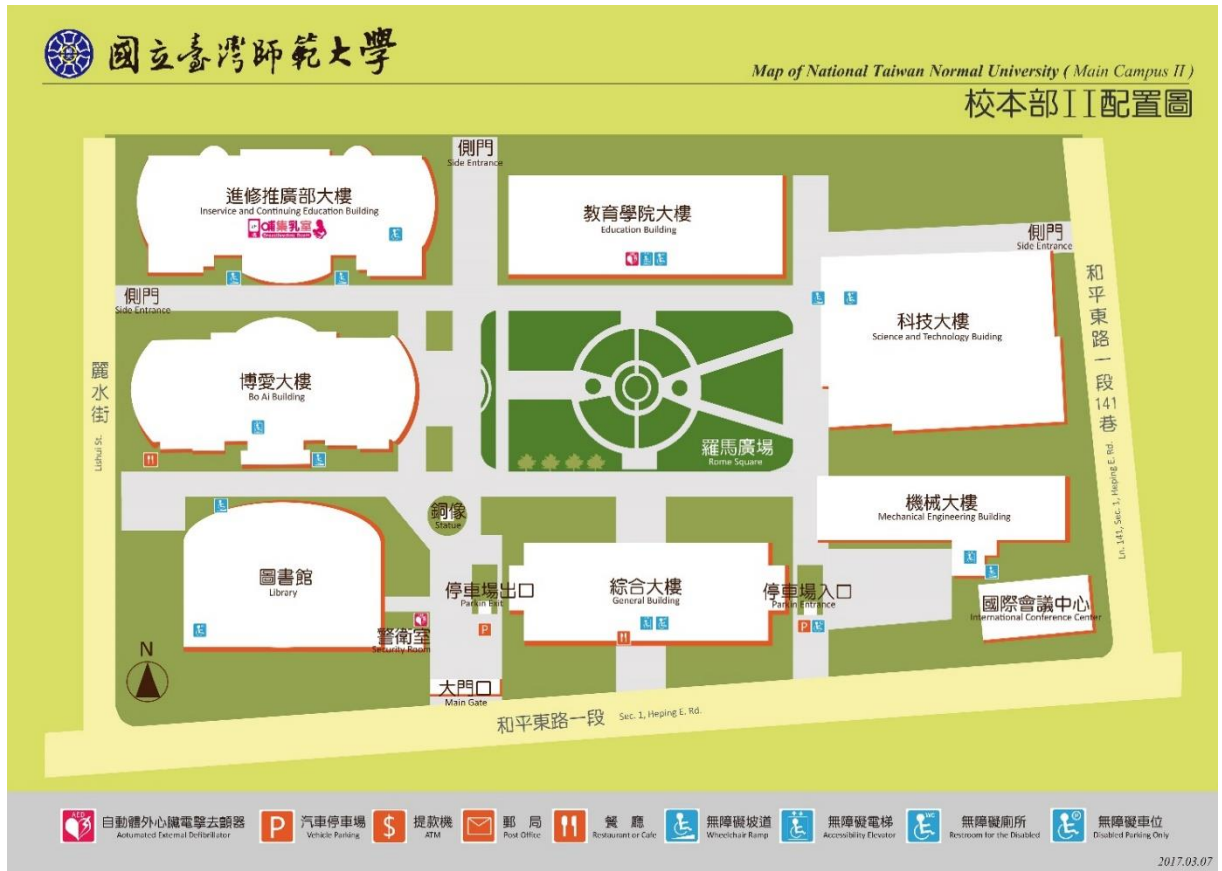 國立臺灣師範大學
Map of National Taiwan Normal University ( Main Campus II )
校本部II配置圖
側門
Side Entrance
進修推廣部大樓
Inservice and Continuing Education Building
哺集乳室
教育學院大樓
Education Building
側門
Side Entrance
側門
Side Entrance
科技大樓
Science and Technology Buiding
和平東路一段141巷
Ln. 141, Sec. 1, Heping E. Rd.
麗水街
Lishui St.
博愛大樓
Bo Ai Building
羅馬廣場
Rome Square
銅像
Statue
機械大樓
Mechanical Engineering Building
圖書館
Library
停車場出口
Parkin Exit
綜合大樓
General Building
停車場入口
Parkin Entrance
國際會議中心
International Conference Center
警衛室
Security Room
N
P
P
大門口
Main Gate
和平東路一段 Sec. 1, Heping E. Rd.
AED 自動體外心臟電擊去顫器
Aotumated External Defibrillator
P 汽車停車場
Vehicle Parking
$ 提款機
ATM
郵局
Post Office
餐廳
Restaurant or Cafe
無障礙坡道
Wheelchair Ramp
無障礙電梯
Accessibility Elevator
WC 無障礙廁所
Restroom for the Disabled
P 無障礙車位
Disabled Parking Only
2017.03.07